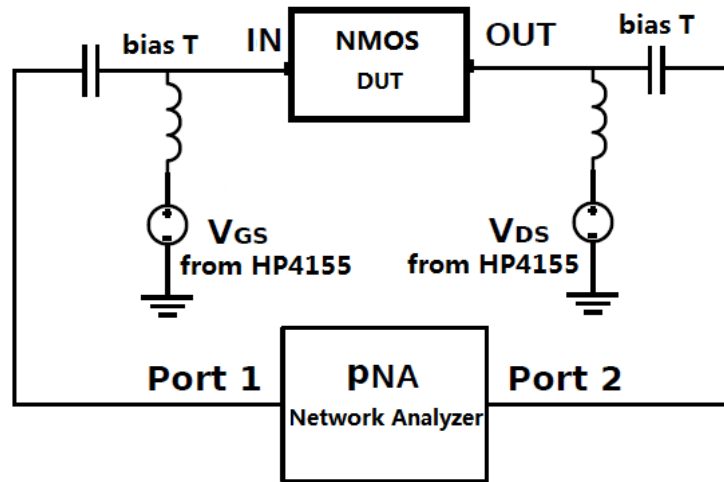 bias T
IN
NMOS
DUT
OUT
bias T
VGS
from HP4155
VDS
from HP4155
Port 1
pNA
Network Analyzer
Port 2